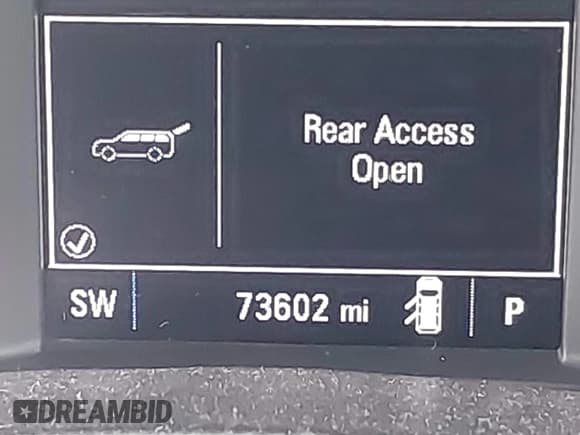 Rear Access
Open
SW
73602 mi
P
DREAMBID